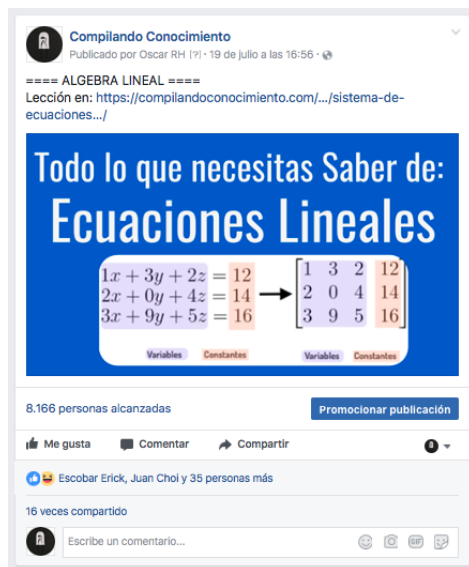 Compilando Conocimiento
Publicado por Oscar RH [?] · 19 de julio a las 16:56 ·
==== ALGEBRA LINEAL ====
Lección en: https://compilandoconocimiento.com/.../sistema-de-
ecuaciones.../
Todo lo que necesitas Saber de:
Ecuaciones Lineales
1x + 3y + 2z = 12
2x + 0y + 4z = 14
3x + 9y + 5z = 16
1 3 2 12
2 0 4 14
3 9 5 16
Variables Constantes
Variables Constantes
8.166 personas alcanzadas
Promocionar publicación
Me gusta Comentar Compartir
Escobar Erick, Juan Choi y 35 personas más
16 veces compartido
Escribe un comentario...
GIF